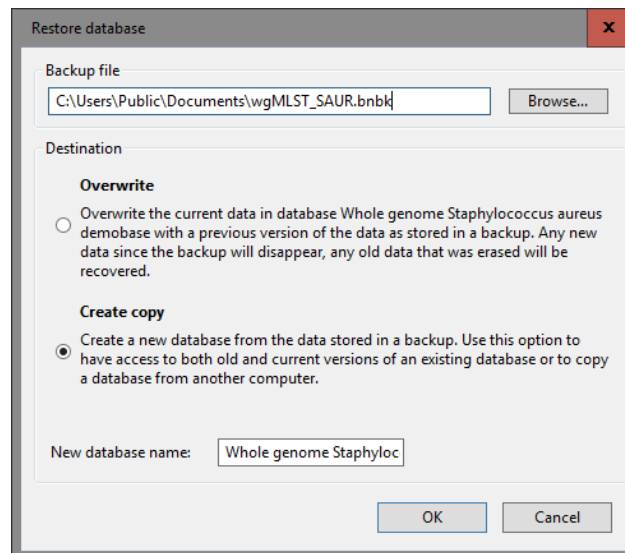 Restore database
x
Backup file
C:\Users\Public\Documents\wgMLST_SAUR.bnbk
Browse...
Destination
Overwrite
Overwrite the current data in database Whole genome Staphylococcus aureus
demobase with a previous version of the data as stored in a backup. Any new
data since the backup will disappear, any old data that was erased will be
recovered.
Create copy
Create a new database from the data stored in a backup. Use this option to
have access to both old and current versions of an existing database or to copy
a database from another computer.
New database name:
Whole genome Staphyloc
OK
Cancel